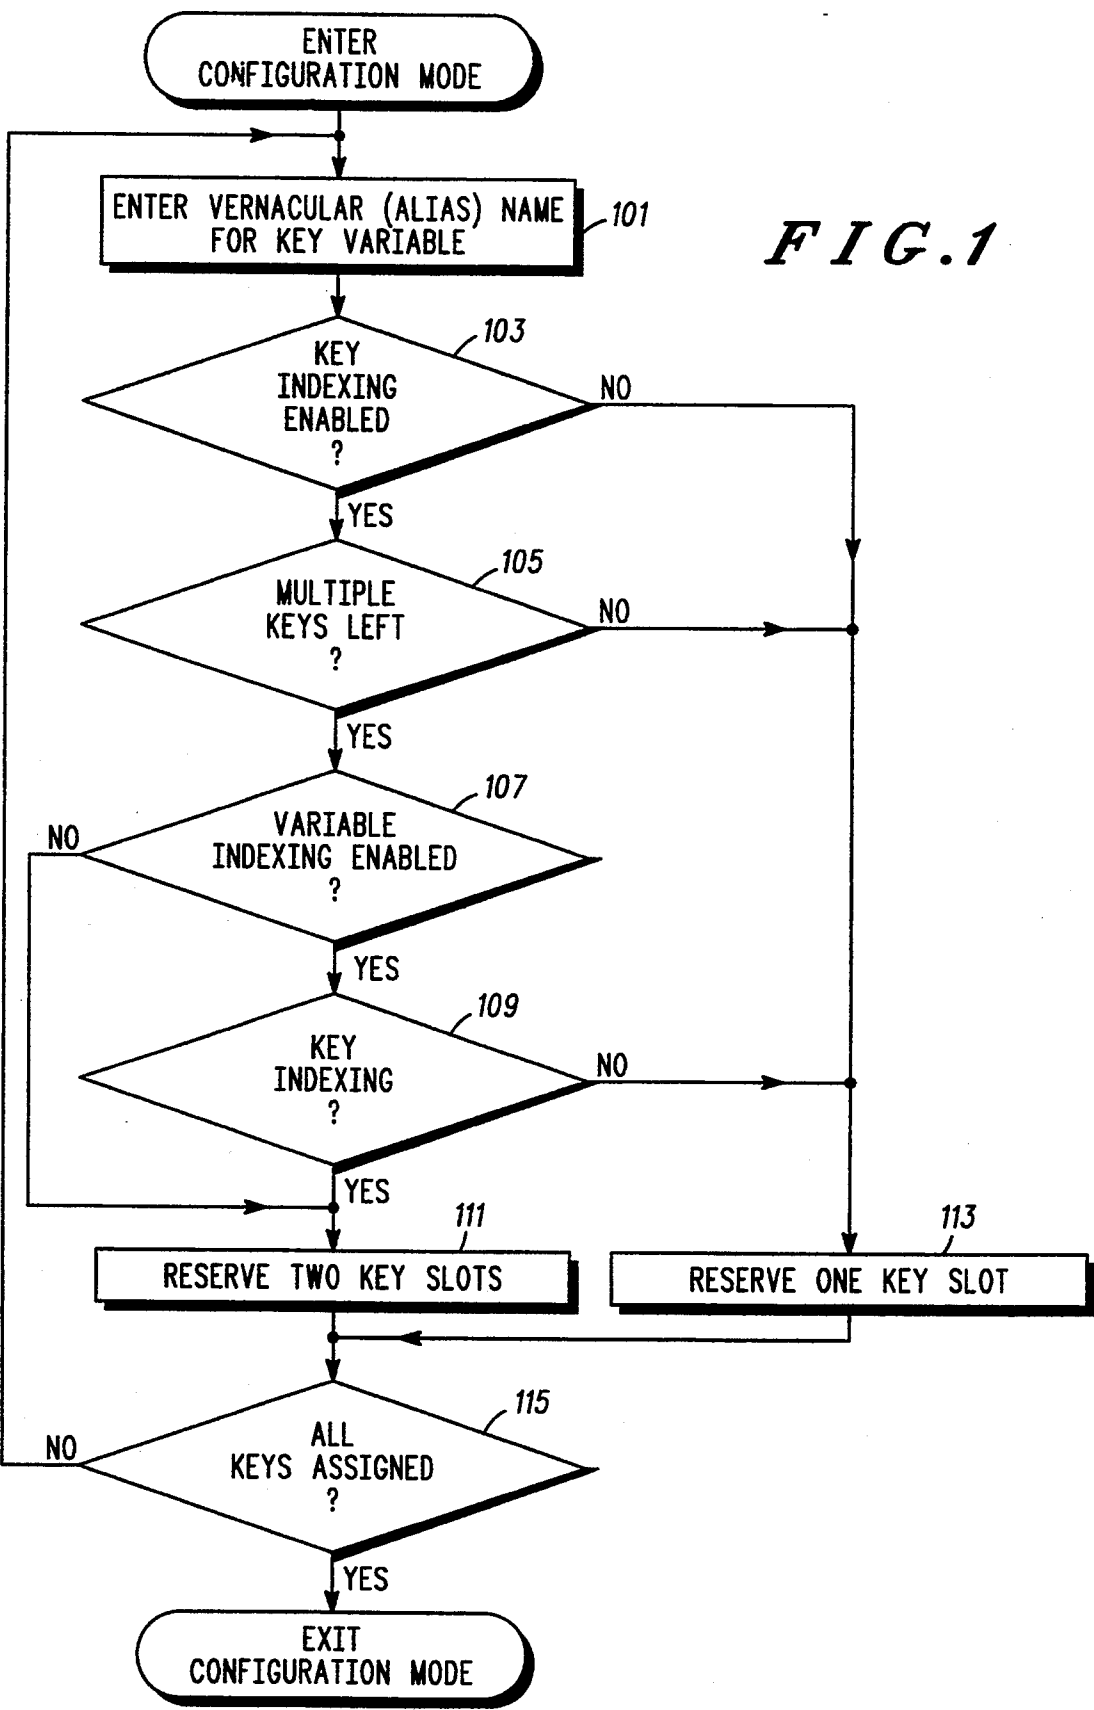 ENTER
CONFIGURATION MODE
ENTER VERNACULAR (ALIAS) NAME
FOR KEY VARIABLE
101
FIG.1
103
KEY
INDEXING
ENABLED
?
NO
YES
105
MULTIPLE
KEYS LEFT
?
NO
YES
107
VARIABLE
INDEXING ENABLED
?
NO
YES
109
KEY
INDEXING
?
NO
YES
111
RESERVE TWO KEY SLOTS
113
RESERVE ONE KEY SLOT
115
ALL
KEYS ASSIGNED
?
NO
YES
EXIT
CONFIGURATION MODE